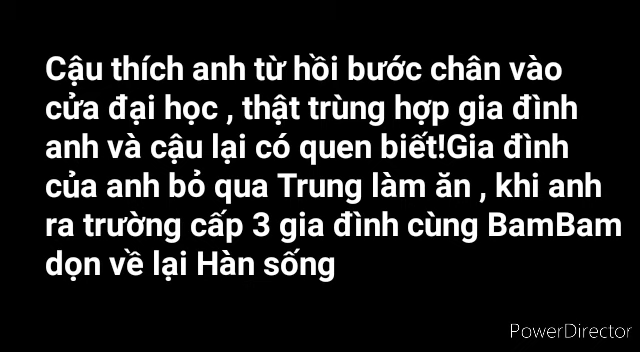 Cậu thích anh từ hồi bước chân vào
cửa đại học , thật trùng hợp gia đình
anh và cậu lại có quen biết!Gia đình
của anh bỏ qua Trung làm ăn , khi anh
ra trường cấp 3 gia đình cùng BamBam
dọn về lại Hàn sống
PowerDirector